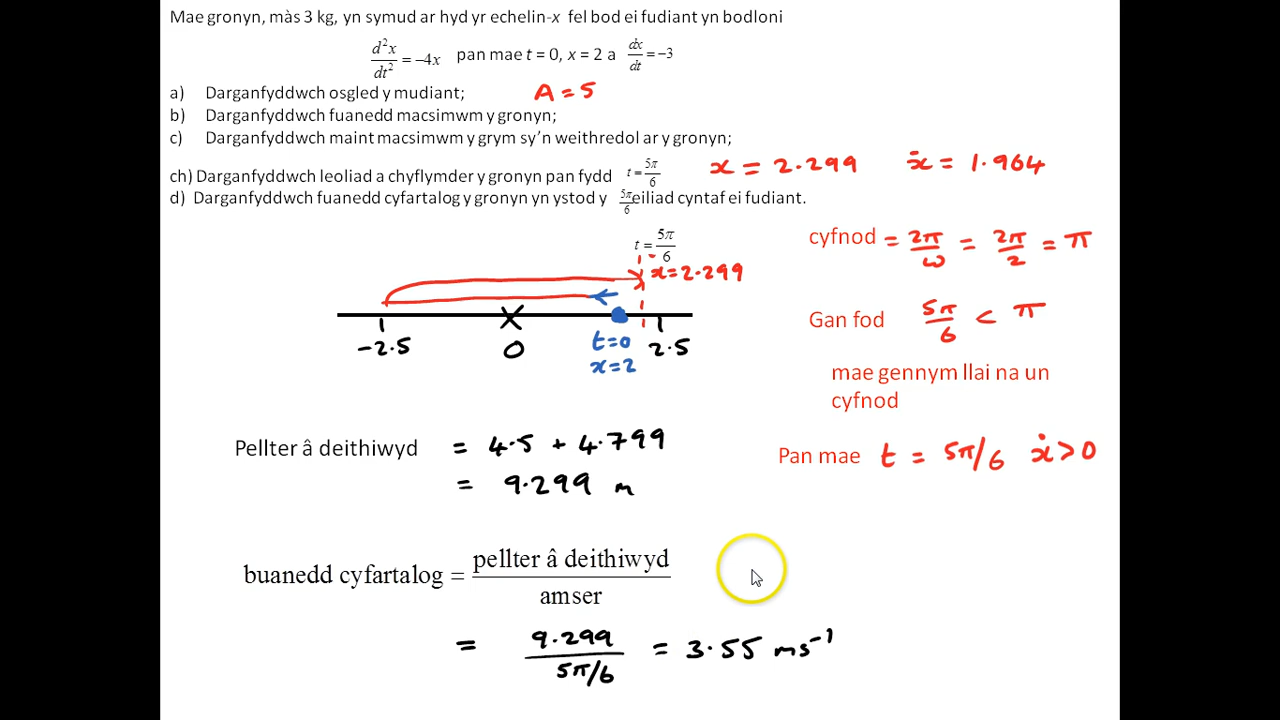 Mae gronyn, màs 3 kg, yn symud ar hyd yr echelin-x fel bod ei fudiant yn bodloni
d²x/dt² = -4x pan mae t = 0, x = 2 a dx/dt = -3
a) Darganfyddwch osgled y mudiant; A = 5
b) Darganfyddwch fuanedd macsimwm y gronyn;
c) Darganfyddwch maint macsimwm y grym sy'n weithredol ar y gronyn;
ch) Darganfyddwch leoliad a chyflymder y gronyn pan fydd t = 5π/6 x = 2.299 ẋ = 1.964
d) Darganfyddwch fuanedd cyfartalog y gronyn yn ystod y 5π/6 eiliad cyntaf ei fudiant.
cyfnod = 2π/ω = 2π/2 = π
t = 5π/6
x = 2.299
Gan fod 5π/6 < π
-2.5 0 t=0 2.5
x=2
mae gennym llai na un
cyfnod
Pellter â deithiwyd = 4.5 + 4.799
Pan mae t = 5π/6 ẋ > 0
= 9.299 m
buanedd cyfartalog = pellter â deithiwyd / amser
= 9.299 / 5π/6 = 3.55 ms⁻¹